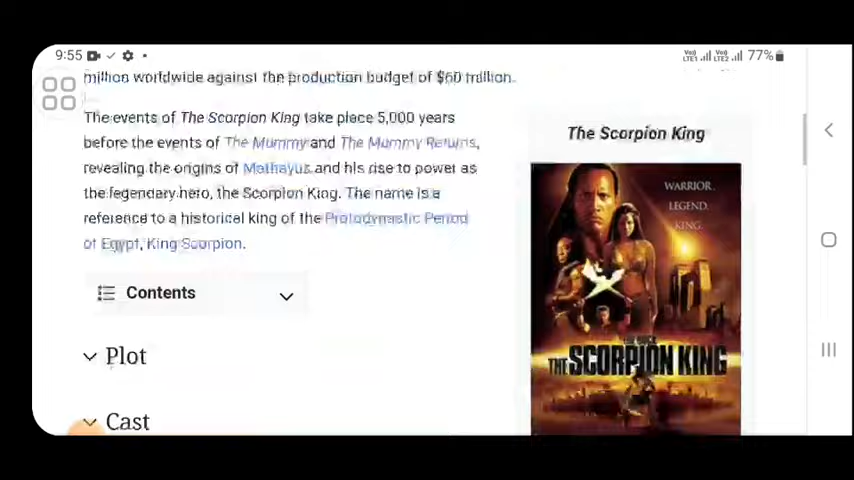 9:55
Vo)) LTE1 Vo)) LTE2 77%
million worldwide against the production budget of $60 million.
The events of The Scorpion King take place 5,000 years
before the events of The Mummy and The Mummy Returns,
revealing the origins of Mathayus and his rise to power as
the legendary hero, the Scorpion King. The name is a
reference to a historical king of the Protodynastic Period
of Egypt, King Scorpion.
Contents
Plot
Cast
The Scorpion King
WARRIOR.
LEGEND.
KING.
THE ROCK
THE SCORPION KING